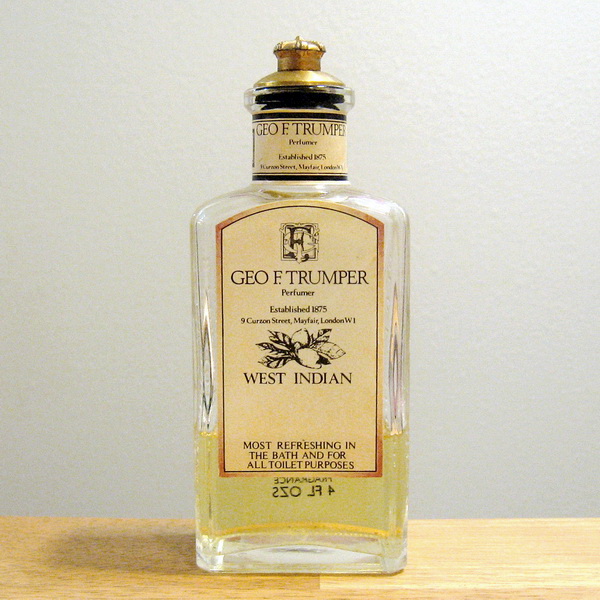 GEO F. TRUMPER
Perfumer
Established 1875
9 Curzon Street, Mayfair, London W1
GEO F. TRUMPER
Perfumer
Established 1875
9 Curzon Street, Mayfair, London W1
WEST INDIAN
MOST REFRESHING IN
THE BATH AND FOR
ALL TOILET PURPOSES
FRAGRANCE
4 FL OZS